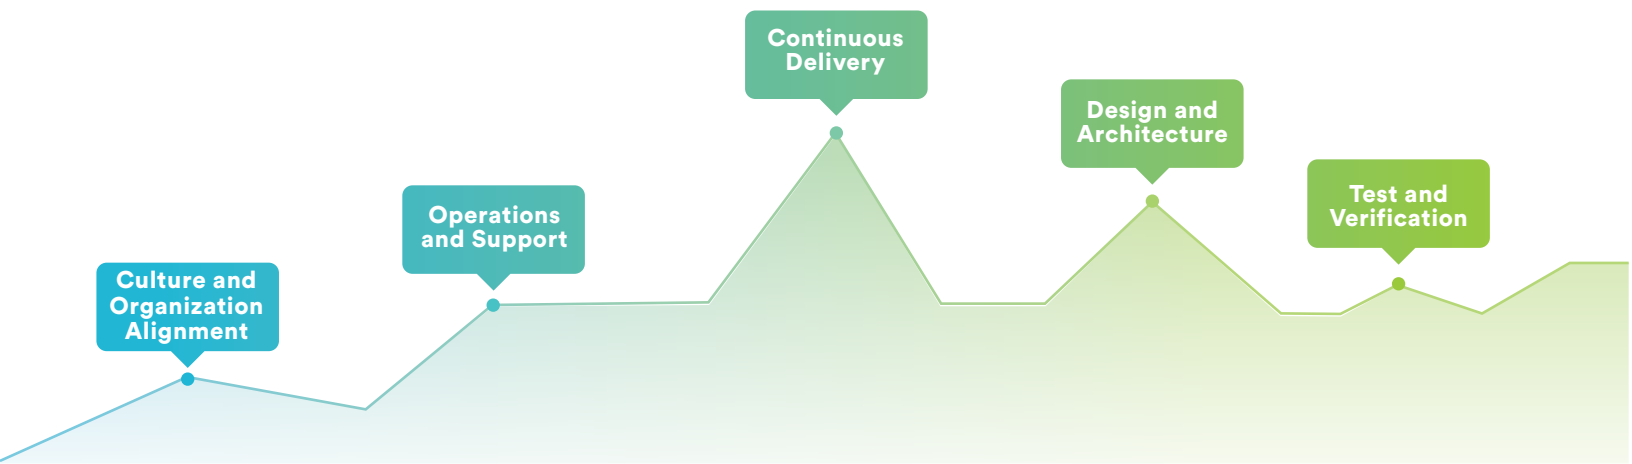 Culture and
Organization
Alignment
Operations
and Support
Continuous
Delivery
Design and
Architecture
Test and
Verification